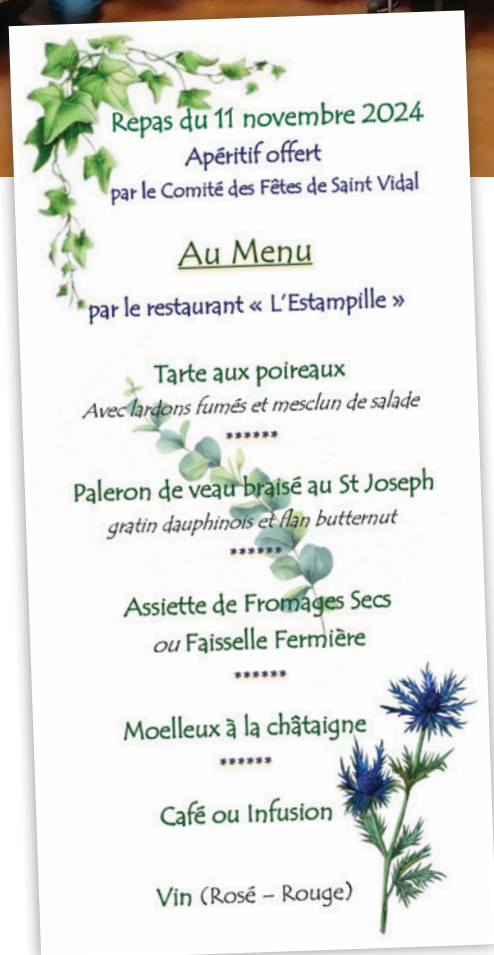 Repas du 11 novembre 2024
Apéritif offert
par le Comité des Fêtes de Saint Vidal
Au Menu
par le restaurant « L'Estampille »
Tarte aux poireaux
Avec lardons fumés et mesclun de salade
******
Paleron de veau braisé au St Joseph
gratin dauphinois et flan butternut
******
Assiette de Fromages Secs
ou Faisselle Fermière
******
Moelleux à la châtaigne
******
Café ou Infusion
Vin (Rosé – Rouge)